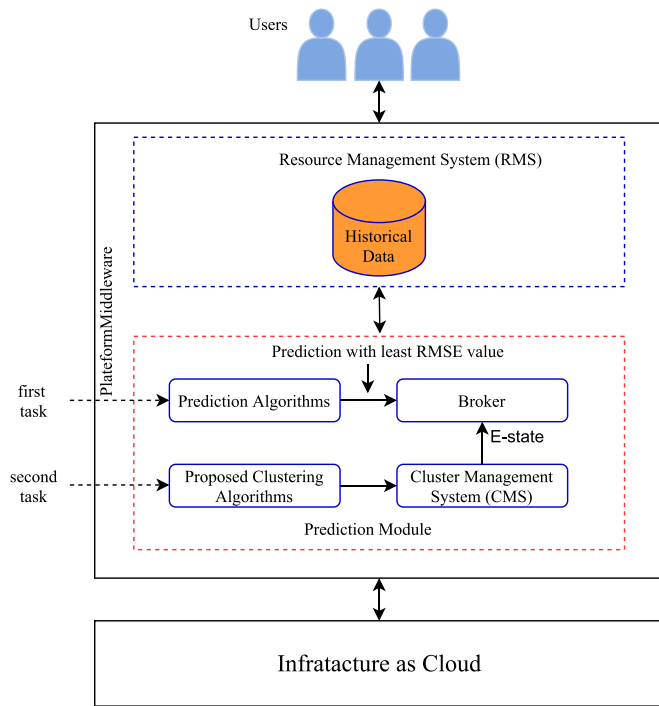 Users
Resource Management System (RMS)
Historical
Data
PlateformMiddleware
Prediction with least RMSE value
first
task
Prediction Algorithms
Broker
E-state
second
task
Proposed Clustering
Algorithms
Cluster Management
System (CMS)
Prediction Module
Infratacture as Cloud